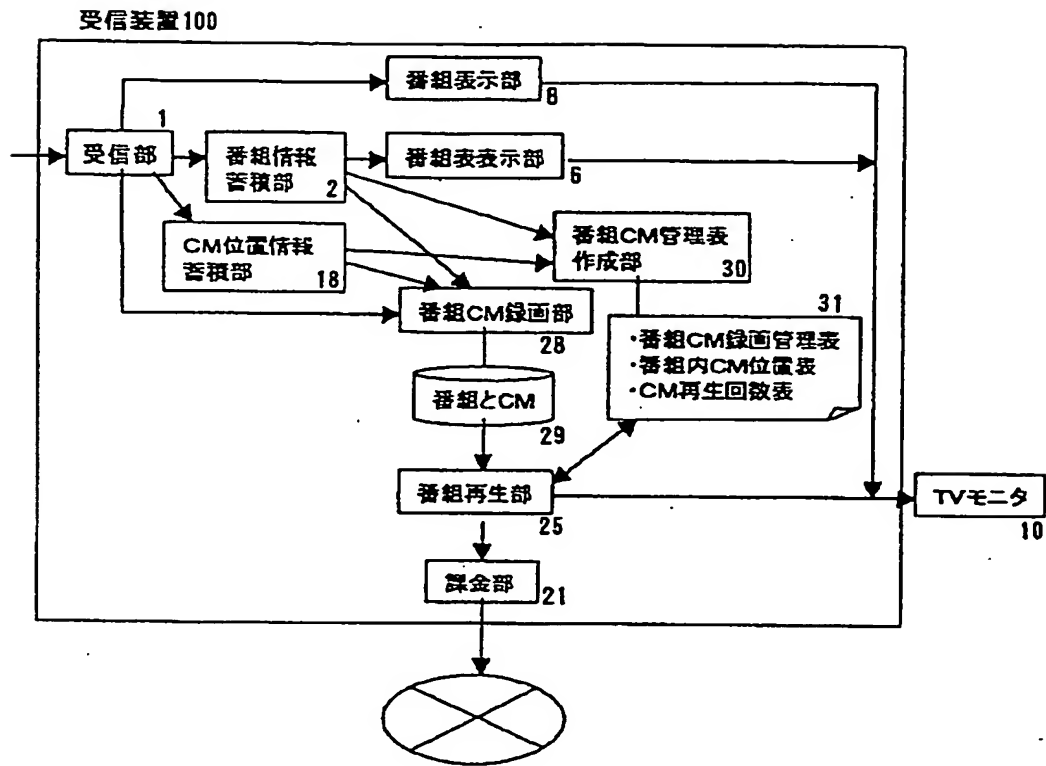 受信装置100
番組表示部
8
1
受信部
番組情報
蓄積部
2
番組表表示部
6
CM位置情報
蓄積部
18
番組CM管理表
作成部
30
番組CM録画部
28
31
・番組CM録画管理表
・番組内CM位置表
・CM再生回数表
番組とCM
29
番組再生部
25
TVモニタ
10
課金部
21